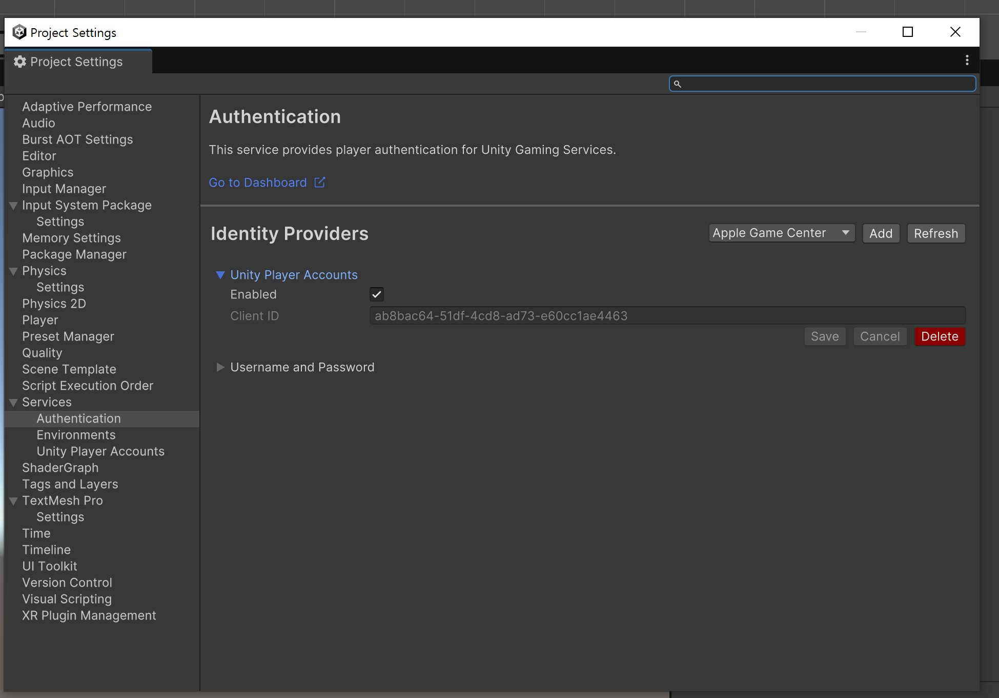 Project Settings
Project Settings
Adaptive Performance
Audio
Burst AOT Settings
Editor
Graphics
Input Manager
Input System Package
Settings
Memory Settings
Package Manager
Physics
Settings
Physics 2D
Player
Preset Manager
Quality
Scene Template
Script Execution Order
Services
Authentication
Environments
Unity Player Accounts
ShaderGraph
Tags and Layers
TextMesh Pro
Settings
Time
Timeline
UI Toolkit
Version Control
Visual Scripting
XR Plugin Management
Authentication
This service provides player authentication for Unity Gaming Services.
Go to Dashboard
Identity Providers
Apple Game Center
Add
Refresh
Unity Player Accounts
Enabled
Client ID ab8bac64-51df-4cd8-ad73-e60cc1ae4463
Save
Cancel
Delete
Username and Password